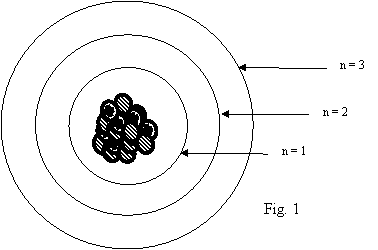 n = 3
n = 2
n = 1
Fig. 1